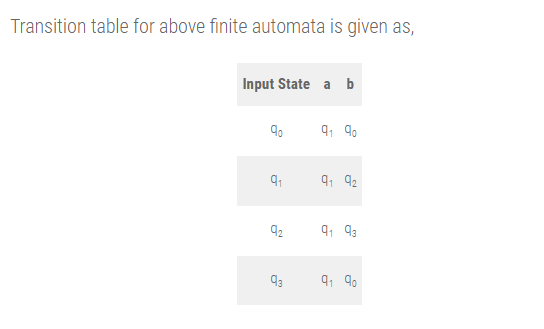 Transition table for above finite automata is given as,
Input State a b
q₀ q₁ q₀
q₁ q₁ q₂
q₂ q₁ q₃
q₃ q₁ q₀